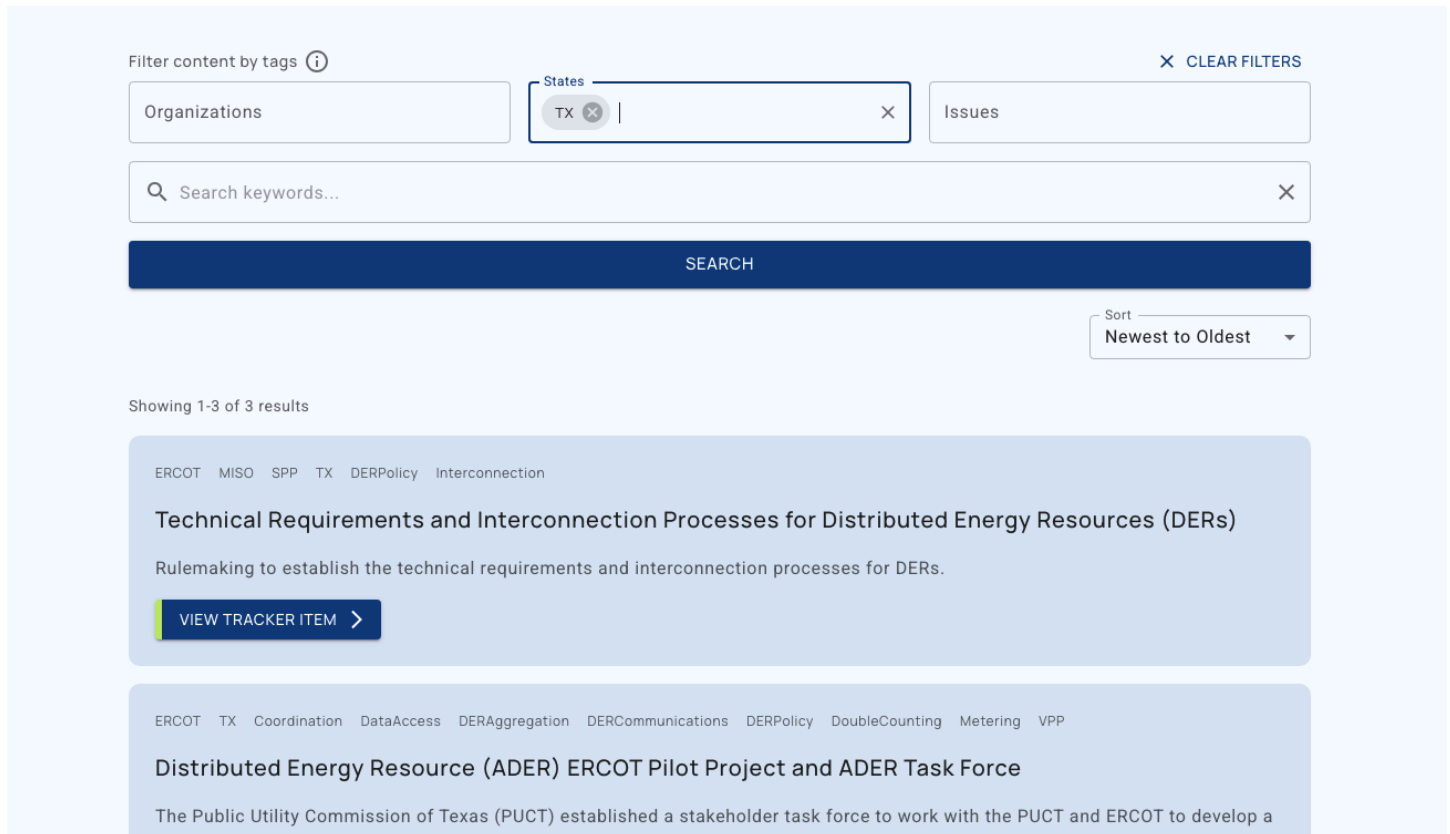 Filter content by tags
CLEAR FILTERS
Organizations
States
TX
Issues
Search keywords...
SEARCH
Sort
Newest to Oldest
Showing 1-3 of 3 results
ERCOT MISO SPP TX DERPolicy Interconnection
Technical Requirements and Interconnection Processes for Distributed Energy Resources (DERs)
Rulemaking to establish the technical requirements and interconnection processes for DERs.
VIEW TRACKER ITEM
ERCOT TX Coordination DataAccess DERAggregation DERCommunications DERPolicy DoubleCounting Metering VPP
Distributed Energy Resource (ADER) ERCOT Pilot Project and ADER Task Force
The Public Utility Commission of Texas (PUCT) established a stakeholder task force to work with the PUCT and ERCOT to develop a